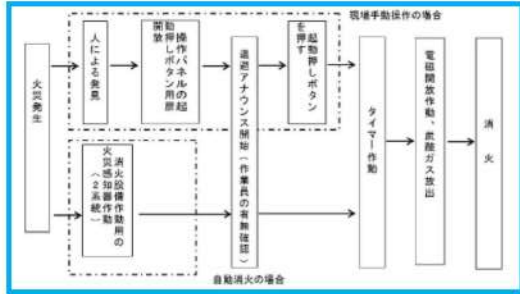 現場手動操作の場合
火災発生
人による発見
操作パネルの起
動押しボタン用扉
開放
退避アナウンス開始(作業員の有無確認)
起動押しボタン
を押す
消火設備作動用の
火災感知器作動
(2系統)
タイマー作動
電磁開放作動、炭酸ガス放出
消火
自動消火の場合